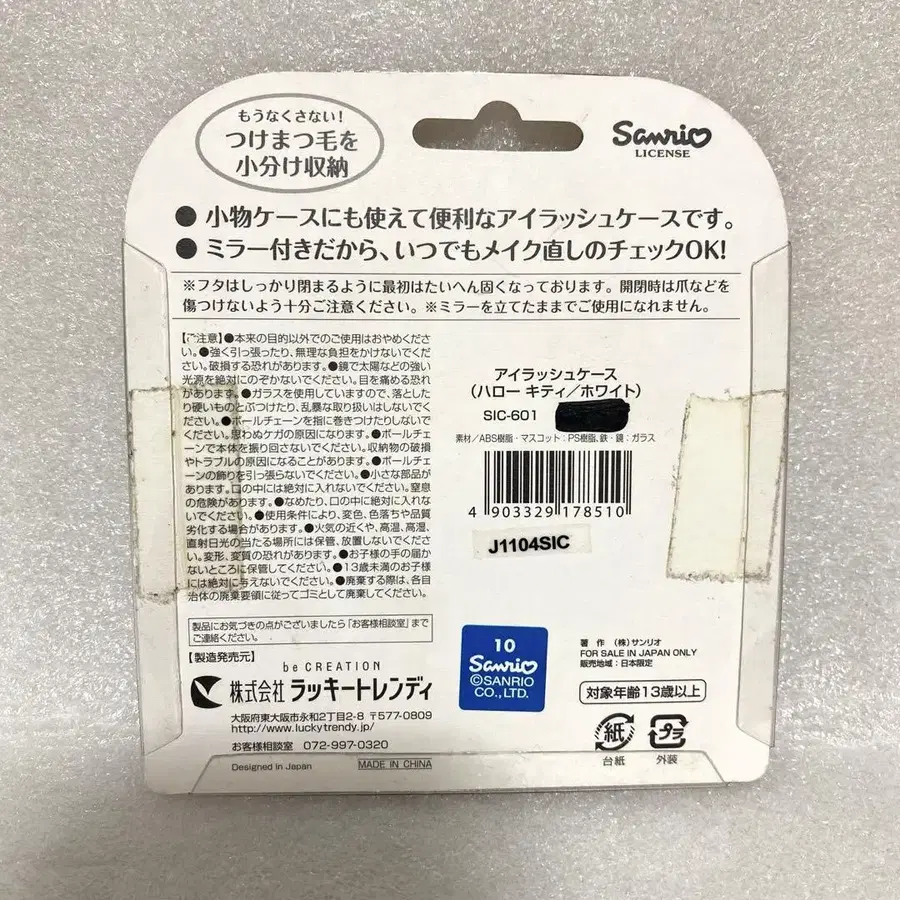 もうなくさない!
つけまつ毛を
小分け収納
Sanrio
LICENSE
●小物ケースにも使えて便利なアイラッシュケースです。
●ミラー付きだから、いつでもメイク直しのチェックOK!
※フタはしっかり閉まるように最初はたいへん固くなっております。開閉時は爪などを
傷つけないよう十分ご注意ください。※ミラーを立てたままでご使用になれません。
【ご注意】●本来の目的以外でのご使用はおやめくださ
い。●強く引っ張ったり、無理な負担をかけないでくだ
さい。破損する恐れがあります。●鏡で太陽などの強い
光源を絶対にのぞかないでください。目を痛める恐れ
があります。●ガラスを使用していますので、落とした
り硬いものとぶつけたり、乱暴な取り扱いはしないでく
ださい。●ボールチェーンを指に巻きつけたりしないで
ください。思わぬケガの原因になります。●ボールチェ
ーンで本体を振り回さないでください。収納物の破損
やトラブルの原因になることがあります。●ボールチェ
ーンの飾りを引っ張らないでください。●小さな部品が
あります。口の中には絶対に入れないでください。窒息
の危険があります。●なめたり、口の中に絶対に入れな
いでください。●使用条件により、変色、色落ちや品質
劣化する場合があります。●火気の近くや、高温、高湿、
直射日光の当たる場所には保管、放置しないでくださ
い。変形、変質の恐れがあります。●お子様の手の届か
ないところに保管してください。●13歳未満のお子様
には絶対に与えないでください。●廃棄する際は、各自
治体の廃棄要領に従ってゴミとして廃棄してください。
製品にお気づきの点がございましたら「お客様相談室」まで
ご連絡ください。
【製造発売元】
be CREATION
株式会社ラッキートレンディ
大阪府東大阪市永和2丁目2-8 〒577-0809
http://www.luckytrendy.jp/
お客様相談室 072-997-0320
Designed in Japan MADE IN CHINA
アイラッシュケース
(ハロー キティ/ホワイト)
SIC-601
素材/ABS樹脂・マスコット:PS樹脂、鉄・鏡:ガラス
4 903329 178510
J1104SIC
10
Sanrio
©SANRIO
CO., LTD.
著作 (株)サンリオ
FOR SALE IN JAPAN ONLY
販売地域:日本限定
対象年齢13歳以上
紙
台紙
プラ
外装